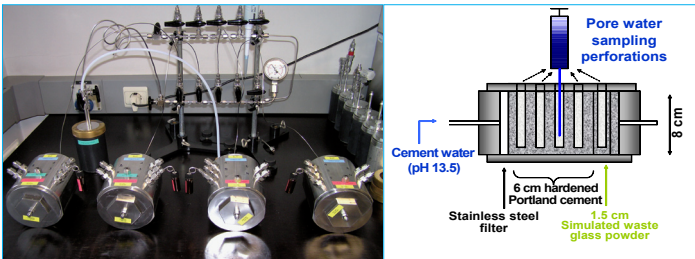 Pore water
sampling
perforations
8 cm
Cement water
(pH 13.5)
6 cm hardened
Portland cement
Stainless steel
filter
1.5 cm
Simulated waste
glass powder